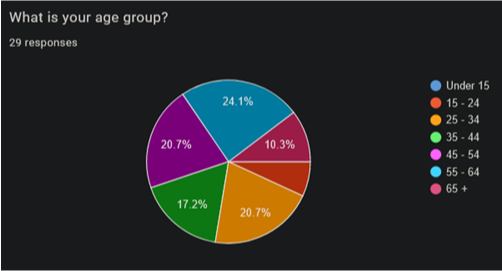 What is your age group?
29 responses
24.1%
20.7%
10.3%
17.2%
20.7%
Under 15
15 - 24
25 - 34
35 - 44
45 - 54
55 - 64
65 +